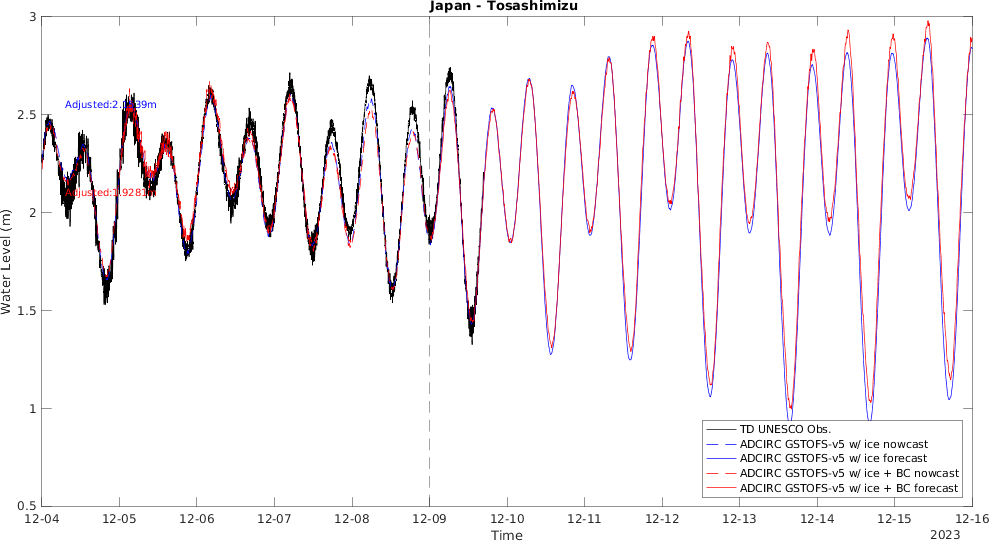 Japan - Tosashimizu
3
2.5
2
1.5
1
0.5
Water Level (m)
12-04
12-05
12-06
12-07
12-08
12-09
12-10
12-11
12-12
12-13
12-14
12-15
12-16
Time
2023
TD UNESCO Obs.
ADCIRC GSTOFS-v5 w/ ice nowcast
ADCIRC GSTOFS-v5 w/ ice forecast
ADCIRC GSTOFS-v5 w/ ice + BC nowcast
ADCIRC GSTOFS-v5 w/ ice + BC forecast